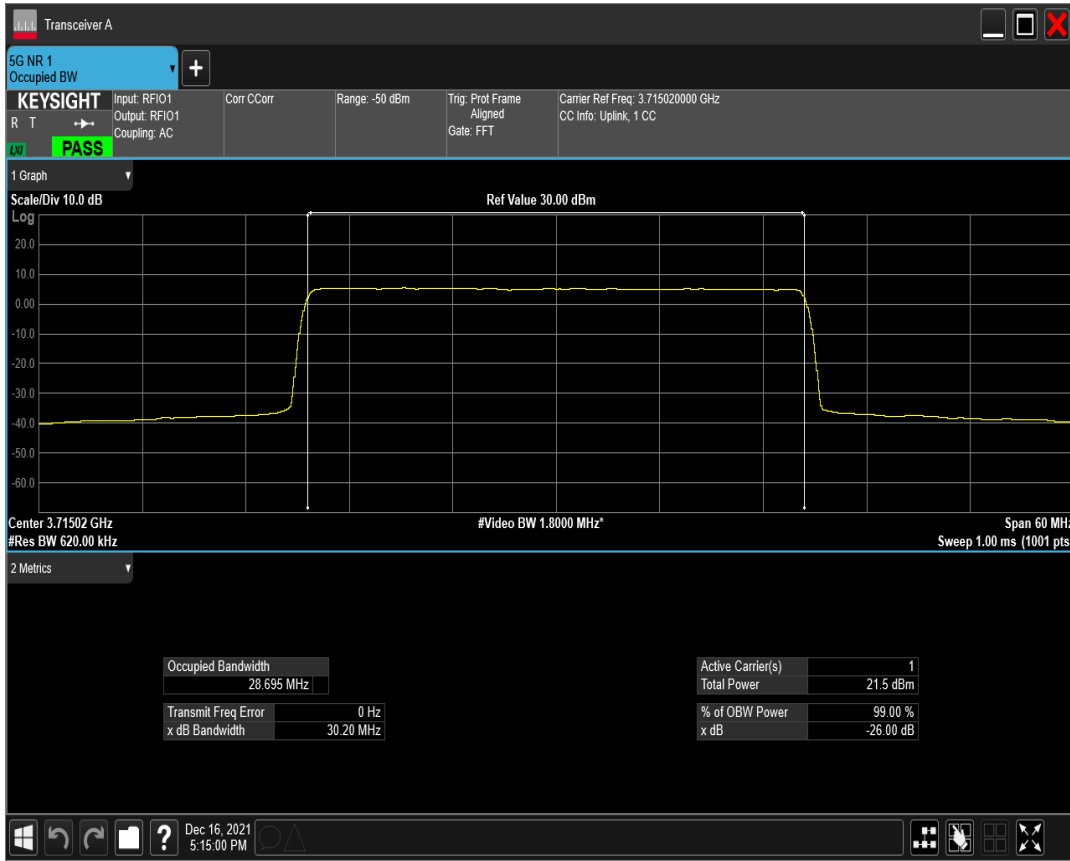 Transceiver A
5G NR 1
Occupied BW
+
KEYSIGHT
R T
LXI
PASS
Input: RFIO1
Output: RFIO1
Coupling: AC
Corr CCorr
Range: -50 dBm
Trig: Prot Frame
Aligned
Gate: FFT
Carrier Ref Freq: 3.715020000 GHz
CC Info: Uplink, 1 CC
1 Graph
Scale/Div 10.0 dB
Ref Value 30.00 dBm
Log
20.0
10.0
0.00
-10.0
-20.0
-30.0
-40.0
-50.0
-60.0
Center 3.71502 GHz
#Video BW 1.8000 MHz*
Span 60 MHz
#Res BW 620.00 kHz
Sweep 1.00 ms (1001 pts
2 Metrics
Occupied Bandwidth
28.695 MHz
Transmit Freq Error 0 Hz
x dB Bandwidth 30.20 MHz
Active Carrier(s) 1
Total Power 21.5 dBm
% of OBW Power 99.00 %
x dB -26.00 dB
?
Dec 16, 2021
5:15:00 PM